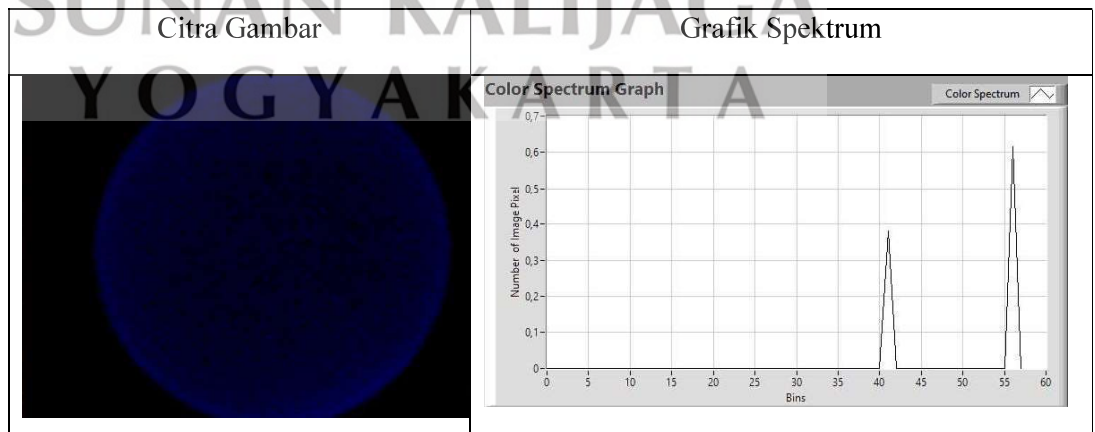 SUNAN KALIJAGA
YOGYAKARTA
Citra Gambar
Grafik Spektrum
Color Spectrum Graph
Color Spectrum
Number of Image Pixel
0,7
0,6
0,5
0,4
0,3
0,2
0,1
0
0 5 10 15 20 25 30 35 40 45 50 55 60
Bins